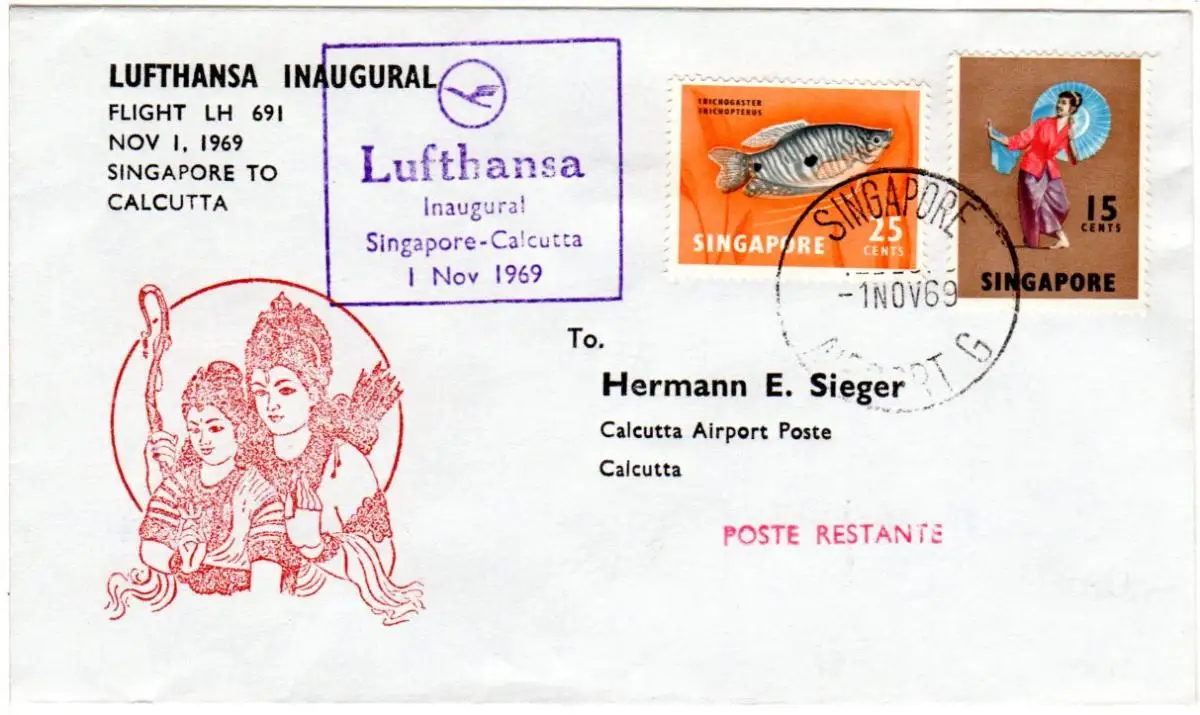 LUFTHANSA INAUGURAL
FLIGHT LH 691
NOV 1, 1969
SINGAPORE TO
CALCUTTA
Lufthansa
Inaugural
Singapore-Calcutta
1 Nov 1969
TRICHOGASTER
TRICHOPTERUS
25
CENTS
SINGAPORE
15
CENTS
SINGAPORE
SINGAPORE
-1NOV69
AIRPORT G
To.
Hermann E. Sieger
Calcutta Airport Poste
Calcutta
POSTE RESTANTE